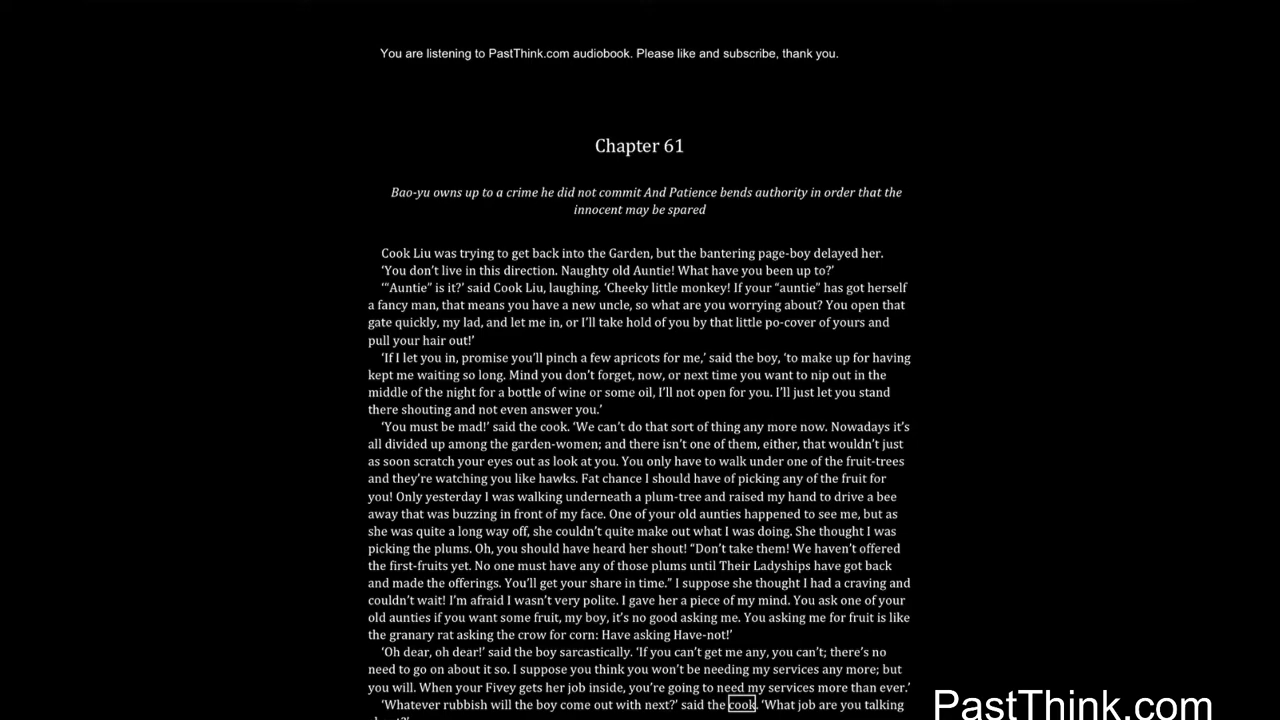 You are listening to PastThink.com audiobook. Please like and subscribe, thank you.
Chapter 61
Bao-yu owns up to a crime he did not commit And Patience bends authority in order that the
innocent may be spared
Cook Liu was trying to get back into the Garden, but the bantering page-boy delayed her.
‘You don’t live in this direction. Naughty old Auntie! What have you been up to?’
‘“Auntie” is it?’ said Cook Liu, laughing. ‘Cheeky little monkey! If your “auntie” has got herself
a fancy man, that means you have a new uncle, so what are you worrying about? You open that
gate quickly, my lad, and let me in, or I’ll take hold of you by that little po-cover of yours and
pull your hair out!’
‘If I let you in, promise you’ll pinch a few apricots for me,’ said the boy, ‘to make up for having
kept me waiting so long. Mind you don’t forget, now, or next time you want to nip out in the
middle of the night for a bottle of wine or some oil, I’ll not open for you. I’ll just let you stand
there shouting and not even answer you.’
‘You must be mad!’ said the cook. ‘We can’t do that sort of thing any more now. Nowadays it’s
all divided up among the garden-women; and there isn’t one of them, either, that wouldn’t just
as soon scratch your eyes out as look at you. You only have to walk under one of the fruit-trees
and they’re watching you like hawks. Fat chance I should have of picking any of the fruit for
you! Only yesterday I was walking underneath a plum-tree and raised my hand to drive a bee
away that was buzzing in front of my face. One of your old aunties happened to see me, but as
she was quite a long way off, she couldn’t quite make out what I was doing. She thought I was
picking the plums. Oh, you should have heard her shout! “Don’t take them! We haven’t offered
the first-fruits yet. No one must have any of those plums until Their Ladyships have got back
and made the offerings. You’ll get your share in time.” I suppose she thought I had a craving and
couldn’t wait! I’m afraid I wasn’t very polite. I gave her a piece of my mind. You ask one of your
old aunties if you want some fruit, my boy, it’s no good asking me. You asking me for fruit is like
the granary rat asking the crow for corn: Have asking Have-not!’
‘Oh dear, oh dear!’ said the boy sarcastically. ‘If you can’t get me any, you can’t; there’s no
need to go on about it so. I suppose you think you won’t be needing my services any more; but
you will. When your Fivey gets her job inside, you’re going to need my services more than ever.’
‘Whatever rubbish will the boy come out with next?’ said the cook. ‘What job are you talking
PastThink.com